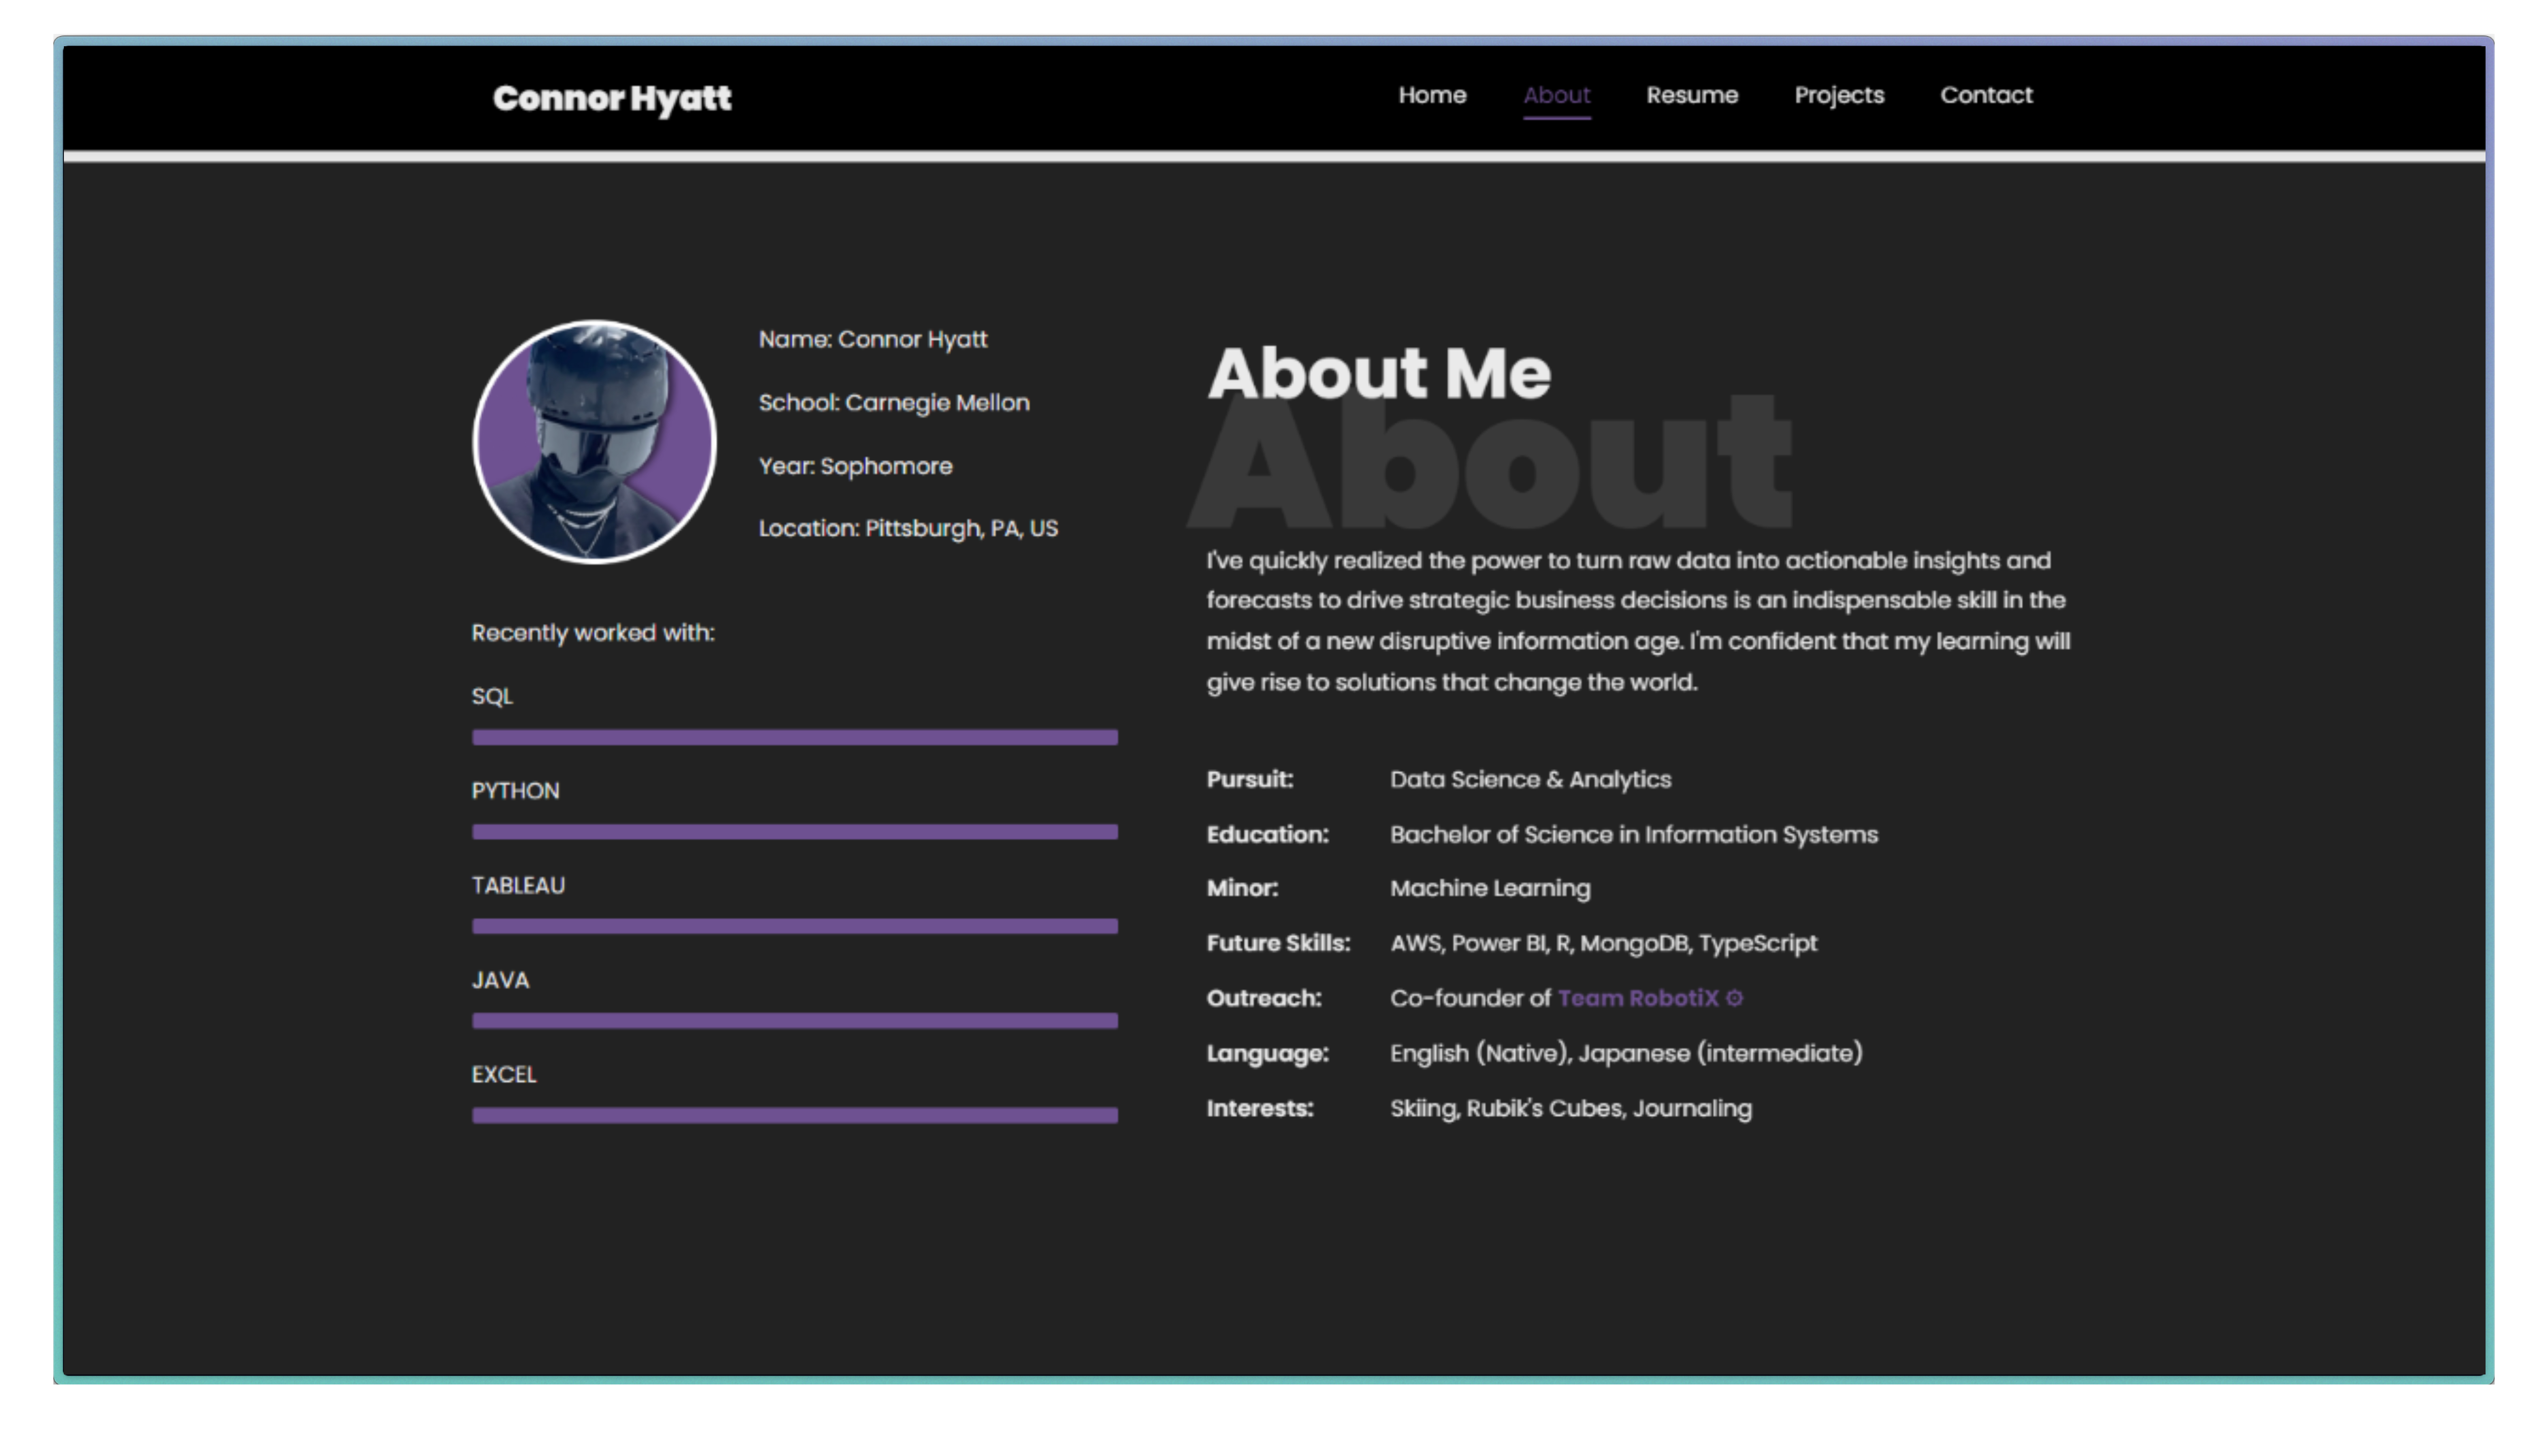 Connor Hyatt
Home About Resume Projects Contact
Name: Connor Hyatt
School: Carnegie Mellon
Year: Sophomore
Location: Pittsburgh, PA, US
Recently worked with:
SQL
PYTHON
TABLEAU
JAVA
EXCEL
About Me
About
I've quickly realized the power to turn raw data into actionable insights and
forecasts to drive strategic business decisions is an indispensable skill in the
midst of a new disruptive information age. I'm confident that my learning will
give rise to solutions that change the world.
Pursuit: Data Science & Analytics
Education: Bachelor of Science in Information Systems
Minor: Machine Learning
Future Skills: AWS, Power BI, R, MongoDB, TypeScript
Outreach: Co-founder of Team RobotiX ⚙
Language: English (Native), Japanese (intermediate)
Interests: Skiing, Rubik's Cubes, Journaling